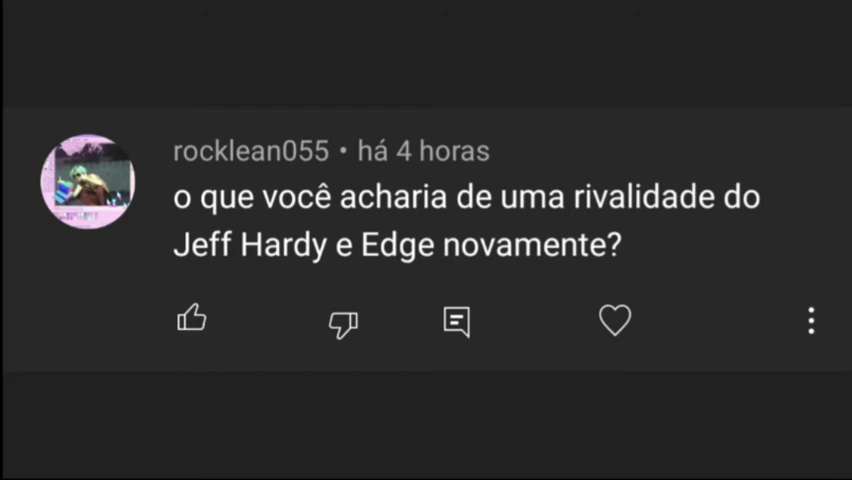 rocklean055 • há 4 horas
o que você acharia de uma rivalidade do
Jeff Hardy e Edge novamente?